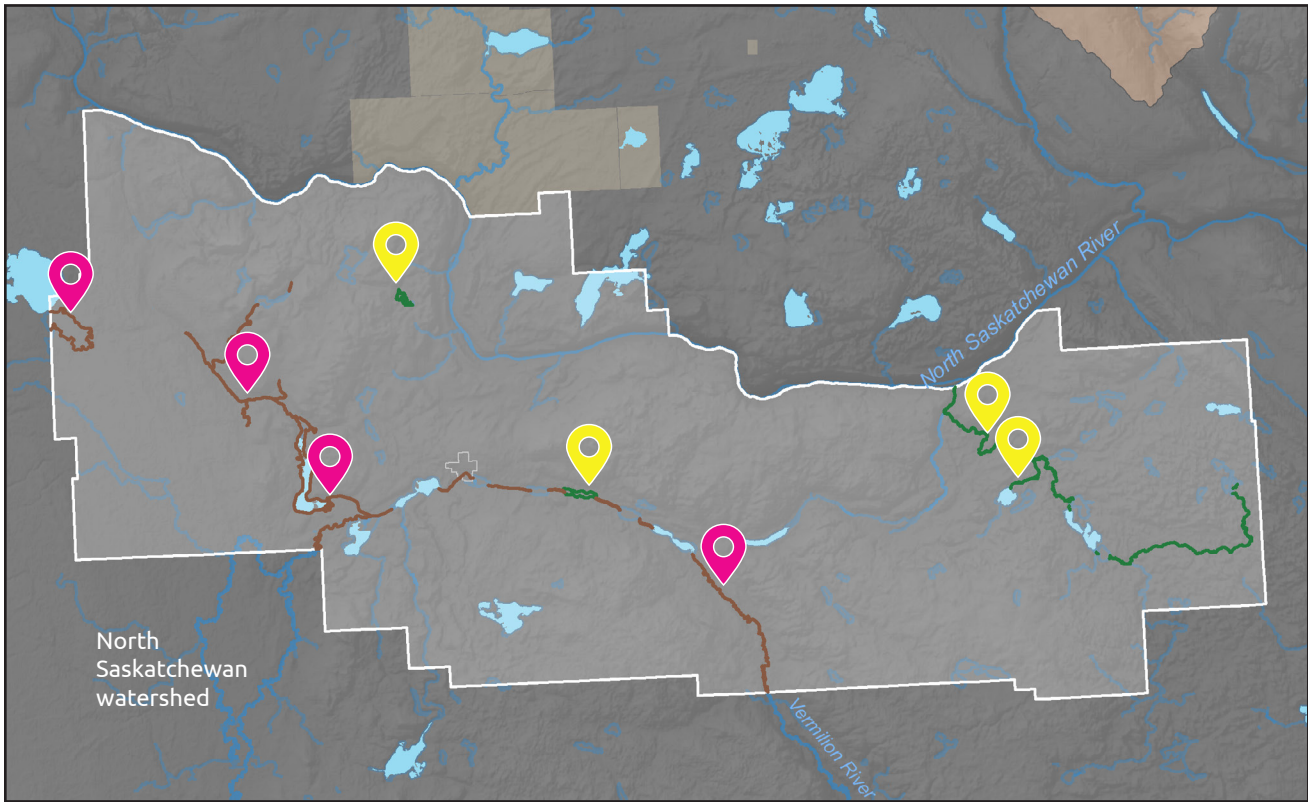 North Saskatchewan River
North
Saskatchewan
watershed
Vermilion River